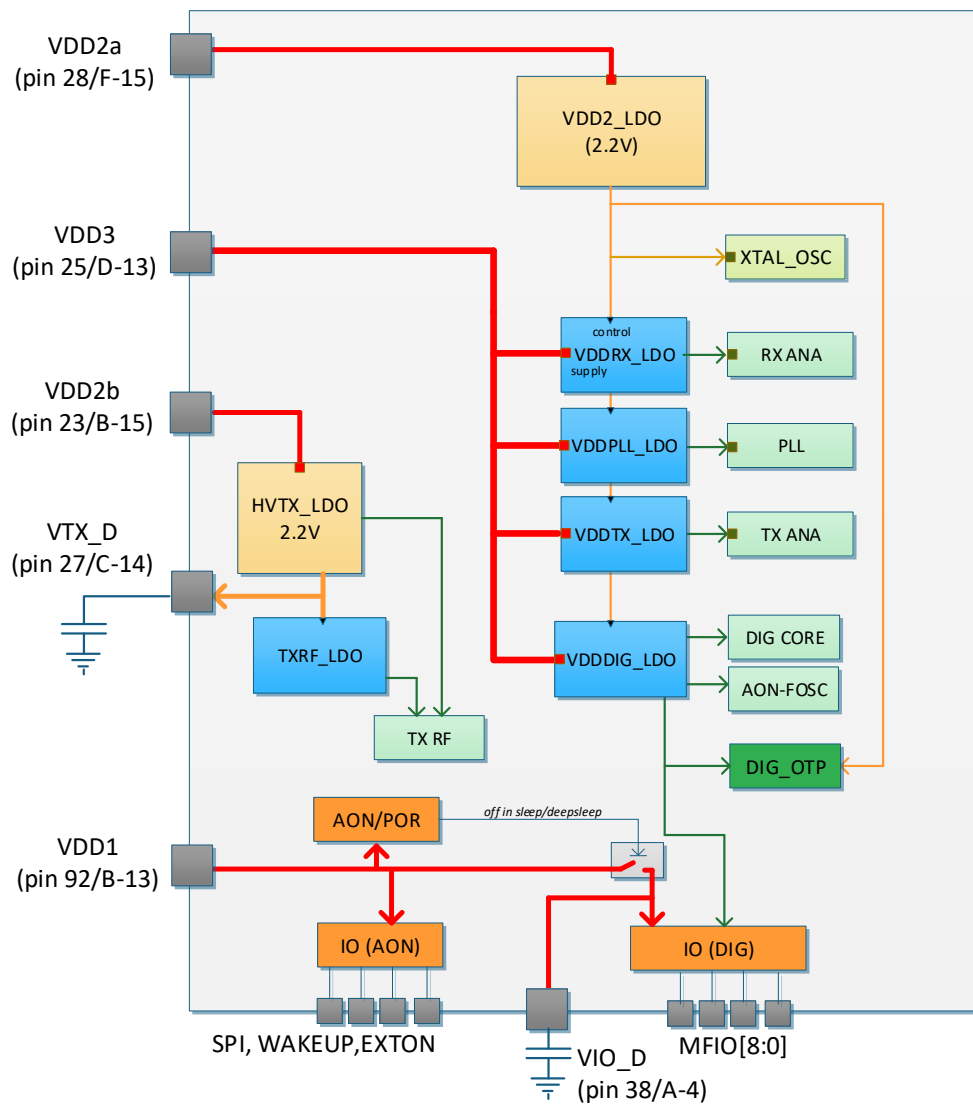 VDD2a
(pin 28/F-15)
VDD2_LDO
(2.2V)
VDD3
(pin 25/D-13)
XTAL_OSC
control
VDDRX_LDO
supply
RX ANA
VDD2b
(pin 23/B-15)
VDDPLL_LDO
PLL
HVTX_LDO
2.2V
VTX_D
(pin 27/C-14)
VDDTX_LDO
TX ANA
TXRF_LDO
VDDDIG_LDO
DIG CORE
AON-FOSC
TX RF
DIG_OTP
AON/POR
off in sleep/deepsleep
VDD1
(pin 92/B-13)
IO (AON)
IO (DIG)
SPI, WAKEUP,EXTON
MFIO[8:0]
VIO_D
(pin 38/A-4)